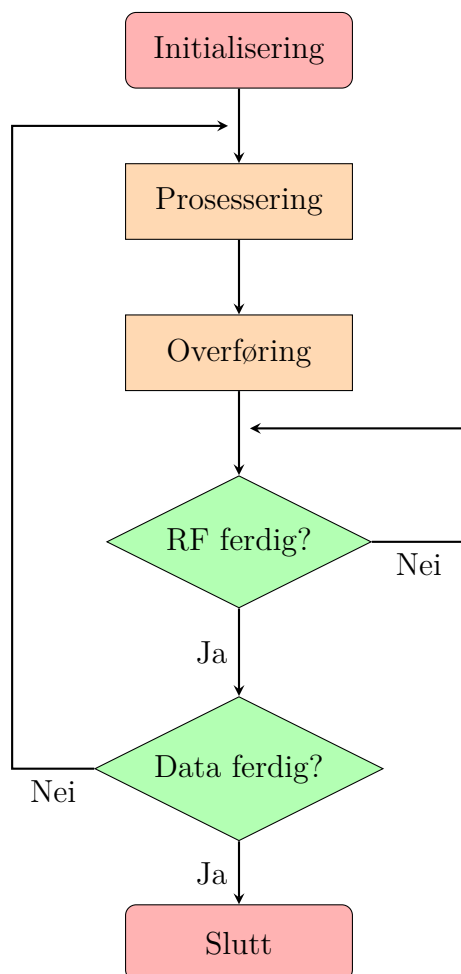 Initialisering
Prosessering
Overføring
RF ferdig?
Nei
Ja
Data ferdig?
Nei
Ja
Slutt